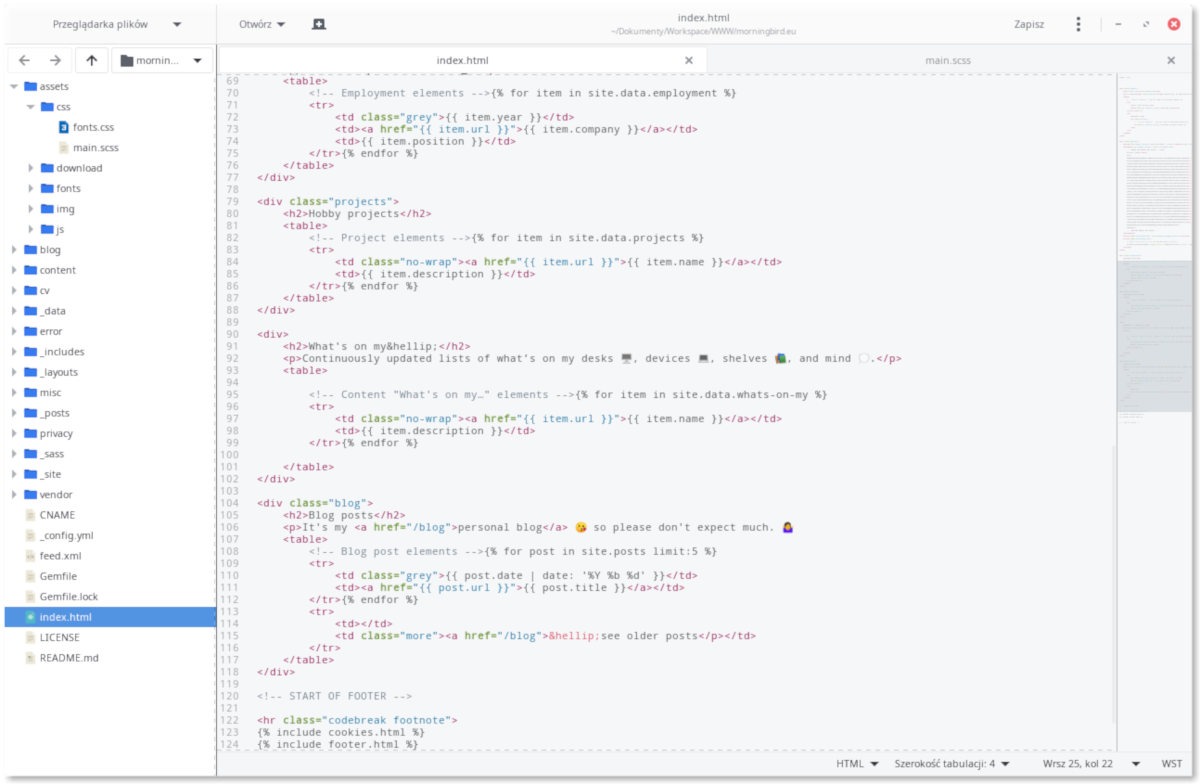 Przeglądarka plików
Otwórz
index.html
~/Dokumenty/Workspace/WWW/morningbird.eu
Zapisz
mornin...
index.html
main.scss
assets
css
fonts.css
main.scss
download
fonts
img
js
blog
content
cv
_data
error
_includes
_layouts
misc
_posts
privacy
_sass
_site
vendor
CNAME
_config.yml
feed.xml
Gemfile
Gemfile.lock
index.html
LICENSE
README.md
69 <table>
70 <!-- Employment elements -->{% for item in site.data.employment %}
71 <tr>
72 <td class="grey">{{ item.year }}</td>
73 <td><a href="{{ item.url }}">{{ item.company }}</a></td>
74 <td>{{ item.position }}</td>
75 </tr>{% endfor %}
76 </table>
77 </div>
78
79 <div class="projects">
80 <h2>Hobby projects</h2>
81 <table>
82 <!-- Project elements -->{% for item in site.data.projects %}
83 <tr>
84 <td class="no-wrap"><a href="{{ item.url }}">{{ item.name }}</a></td>
85 <td>{{ item.description }}</td>
86 </tr>{% endfor %}
87 </table>
88 </div>
89
90 <div>
91 <h2>What's on my&hellip;</h2>
92 <p>Continuously updated lists of what's on my desks 🖥️, devices 💻, shelves 📚, and mind 💭.</p>
93 <table>
94
95 <!-- Content "What's on my…" elements -->{% for item in site.data.whats-on-my %}
96 <tr>
97 <td class="no-wrap"><a href="{{ item.url }}">{{ item.name }}</a></td>
98 <td>{{ item.description }}</td>
99 </tr>{% endfor %}
100
101 </table>
102 </div>
103
104 <div class="blog">
105 <h2>Blog posts</h2>
106 <p>It's my <a href="/blog">personal blog</a> 😘 so please don't expect much. 🤷‍♀️
107 <table>
108 <!-- Blog post elements -->{% for post in site.posts limit:5 %}
109 <tr>
110 <td class="grey">{{ post.date | date: '%Y %b %d' }}</td>
111 <td><a href="{{ post.url }}">{{ post.title }}</a></td>
112 </tr>{% endfor %}
113 <tr>
114 <td></td>
115 <td class="more"><a href="/blog">&hellip;see older posts</p></td>
116 </tr>
117 </table>
118 </div>
119
120 <!-- START OF FOOTER -->
121
122 <hr class="codebreak footnote">
123 {% include cookies.html %}
124 {% include footer.html %}
HTML
Szerokość tabulacji: 4
Wrsz 25, kol 22
WST